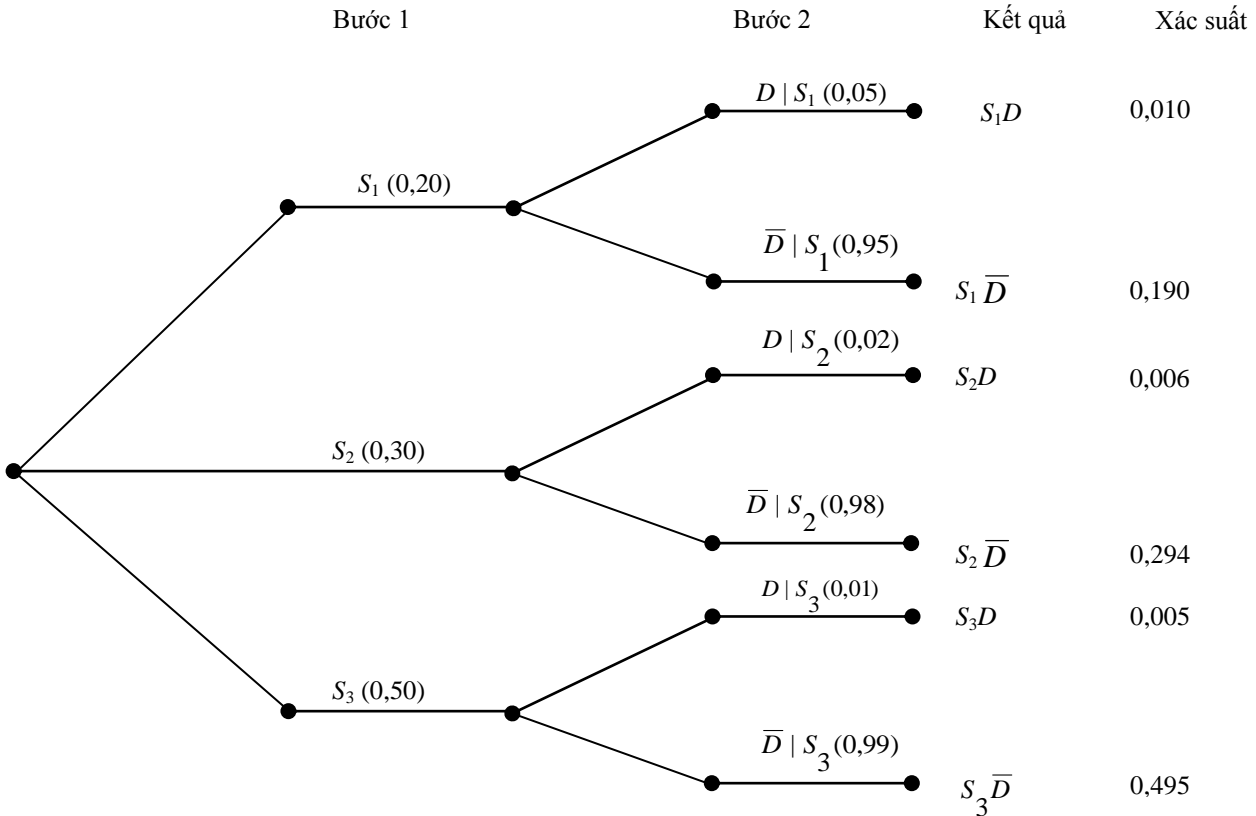 Bước 1 Bước 2 Kết quả Xác suất
D | S₁ (0,05) S₁D 0,010
S₁ (0,20)
D̅ | S₁ (0,95)
S₁ D̅ 0,190
D | S₂ (0,02)
S₂D 0,006
S₂ (0,30)
D̅ | S₂ (0,98)
S₂ D̅ 0,294
D | S₃ (0,01)
S₃D 0,005
S₃ (0,50)
D̅ | S₃ (0,99)
S₃ D̅ 0,495